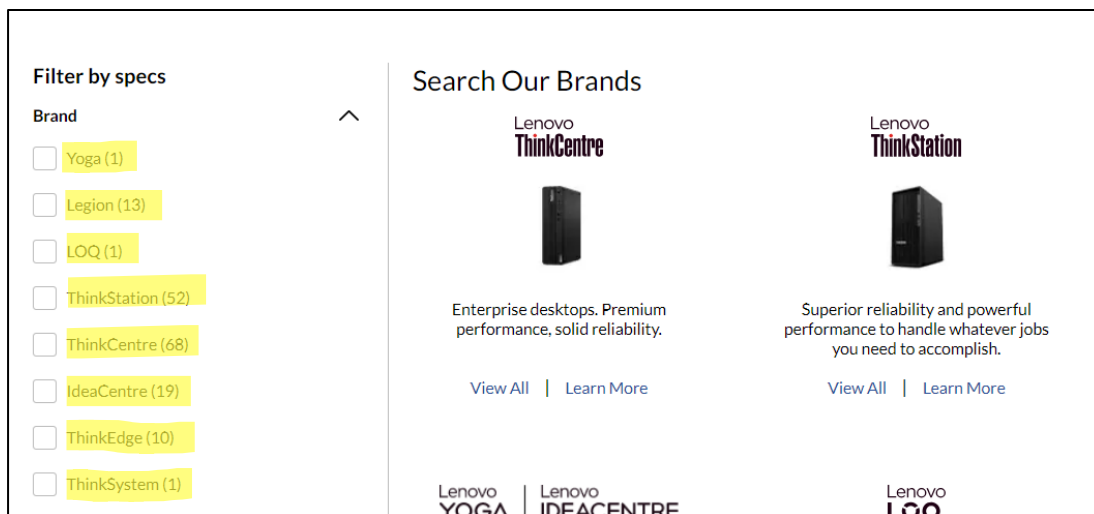 Filter by specs
Brand
Yoga (1)
Legion (13)
LOQ (1)
ThinkStation (52)
ThinkCentre (68)
IdeaCentre (19)
ThinkEdge (10)
ThinkSystem (1)
Search Our Brands
Lenovo
ThinkCentre
Enterprise desktops. Premium
performance, solid reliability.
View All | Learn More
Lenovo
ThinkStation
Superior reliability and powerful
performance to handle whatever jobs
you need to accomplish.
View All | Learn More
Lenovo | Lenovo
YOGA | IDEACENTRE
Lenovo
LOQ